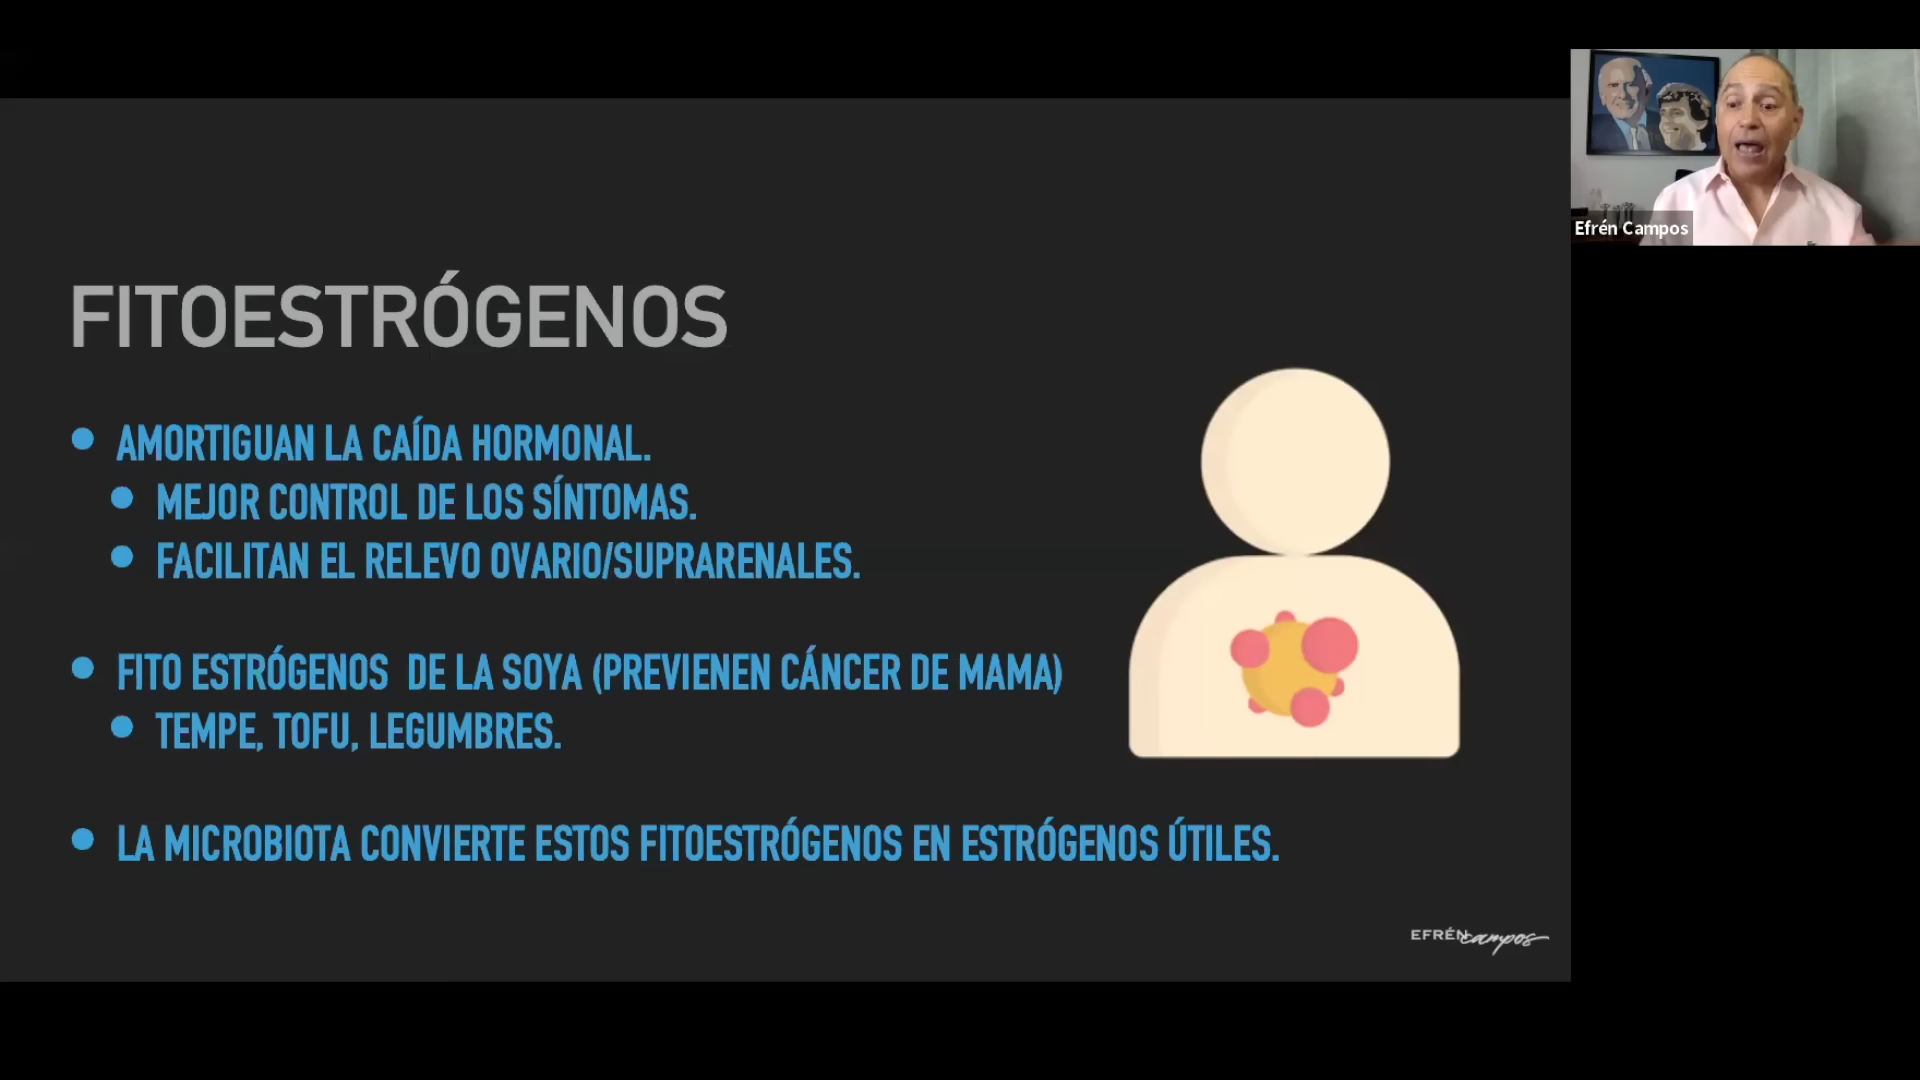 Efrén Campos
FITOESTRÓGENOS
AMORTIGUAN LA CAÍDA HORMONAL.
MEJOR CONTROL DE LOS SÍNTOMAS.
FACILITAN EL RELEVO OVARIO/SUPRARENALES.
FITO ESTRÓGENOS DE LA SOYA (PREVIENEN CÁNCER DE MAMA)
TEMPE, TOFU, LEGUMBRES.
LA MICROBIOTA CONVIERTE ESTOS FITOESTRÓGENOS EN ESTRÓGENOS ÚTILES.
EFRÉN campos